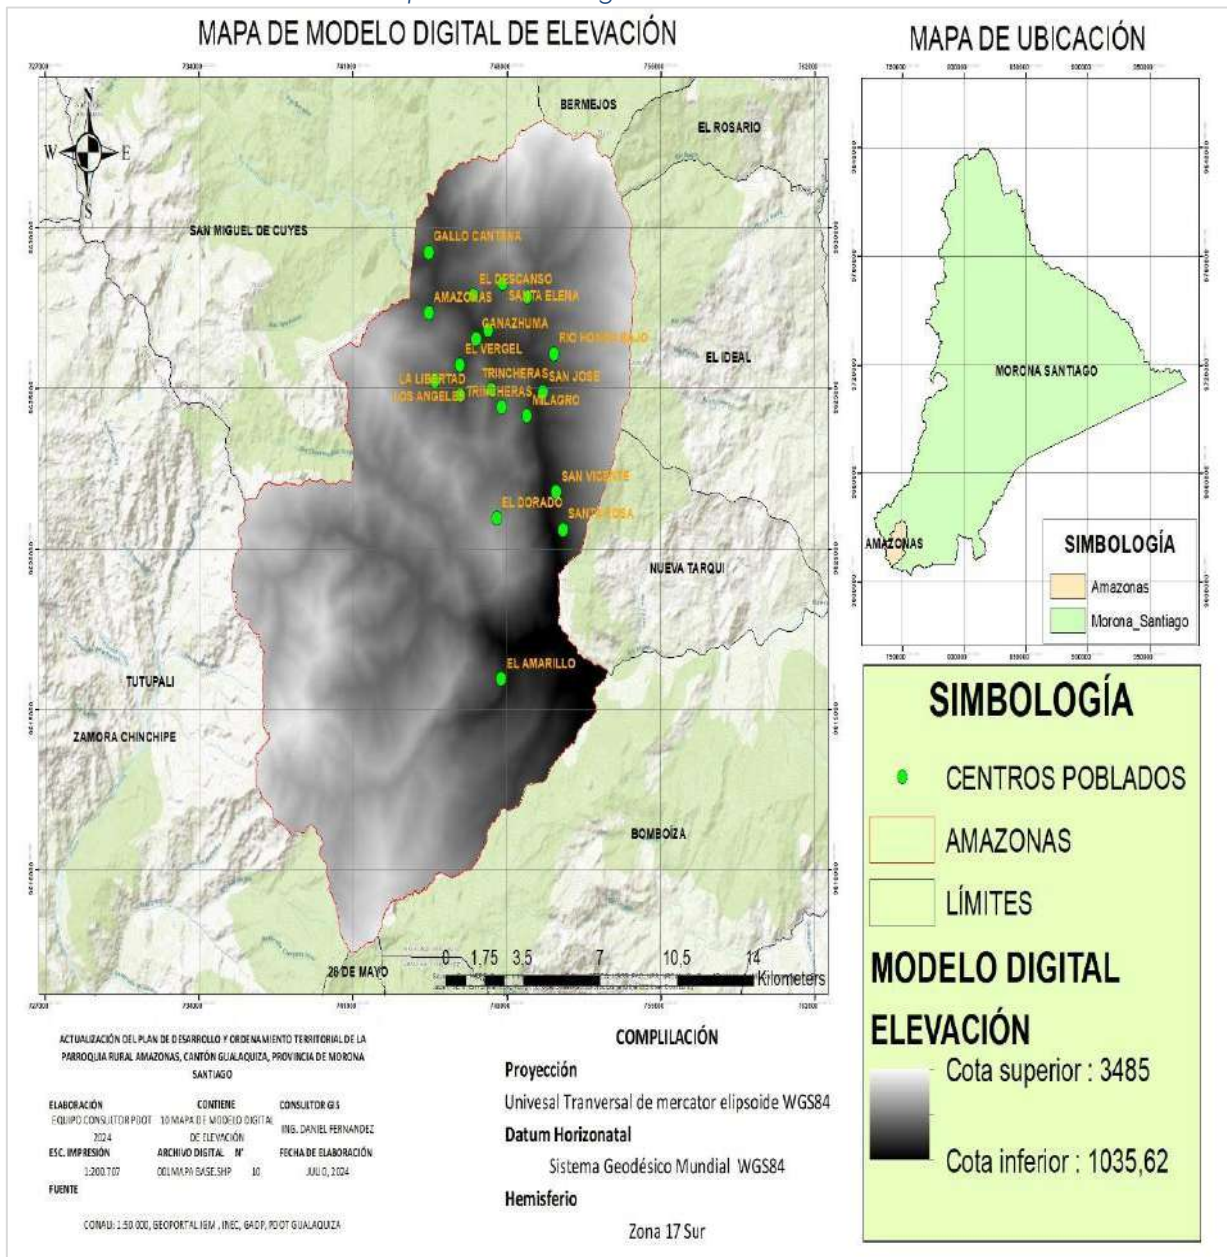 MAPA DE MODELO DIGITAL DE ELEVACIÓN
MAPA DE UBICACIÓN
N
W
E
S
BERMEJOS
EL ROSARIO
SAN MIGUEL DE CUYES
GALLO CANTANA
EL DESCANSO
AMAZONAS
SANTA ELENA
GANAZHUMA
EL VERGEL
TRINCHERAS
SAN JOSE
LA LIBERTAD
TRINCHERAS
LOS ANGELES
MILAGRO
EL IDEAL
SAN VICENTE
EL DORADO
SANTA ROSA
NUEVA TARQUI
EL AMARILLO
TUTUPALI
ZAMORA CHINCHIPE
BOMBOÍZA
28 DE MAYO
0 1.75 3.5 7 10,5 14
Kilometers
MORONA SANTIAGO
AMAZONAS
SIMBOLOGÍA
Amazonas
Morona_Santiago
SIMBOLOGÍA
CENTROS POBLADOS
AMAZONAS
LÍMITES
MODELO DIGITAL
ELEVACIÓN
Cota superior : 3485
Cota inferior : 1035,62
ACTUALIZACIÓN DEL PLAN DE DESARROLLO Y ORDENAMIENTO TERRITORIAL DE LA
PARROQUIA RURAL AMAZONAS, CANTÓN GUALAQUIZA, PROVINCIA DE MORONA
SANTIAGO
ELABORACIÓN
EQUIPO CONSULTOR PDOT
2024
CONTIENE
10 MAPA DE MODELO DIGITAL
DE ELEVACIÓN
CONSULTOR GIS
ING. DANIEL FERNANDEZ
ESC. IMPRESIÓN
1:200.707
ARCHIVO DIGITAL N°
001MAPA BASE.SHP 10
FECHA DE ELABORACIÓN
JULIO, 2024
FUENTE
CONALI: 1:50.000, GEOPORTAL IGM , INEC, GADP, PDOT GUALAQUIZA
COMPLILACIÓN
Proyección
Univesal Tranversal de mercator elipsoide WGS84
Datum Horizonatal
Sistema Geodésico Mundial WGS84
Hemisferio
Zona 17 Sur